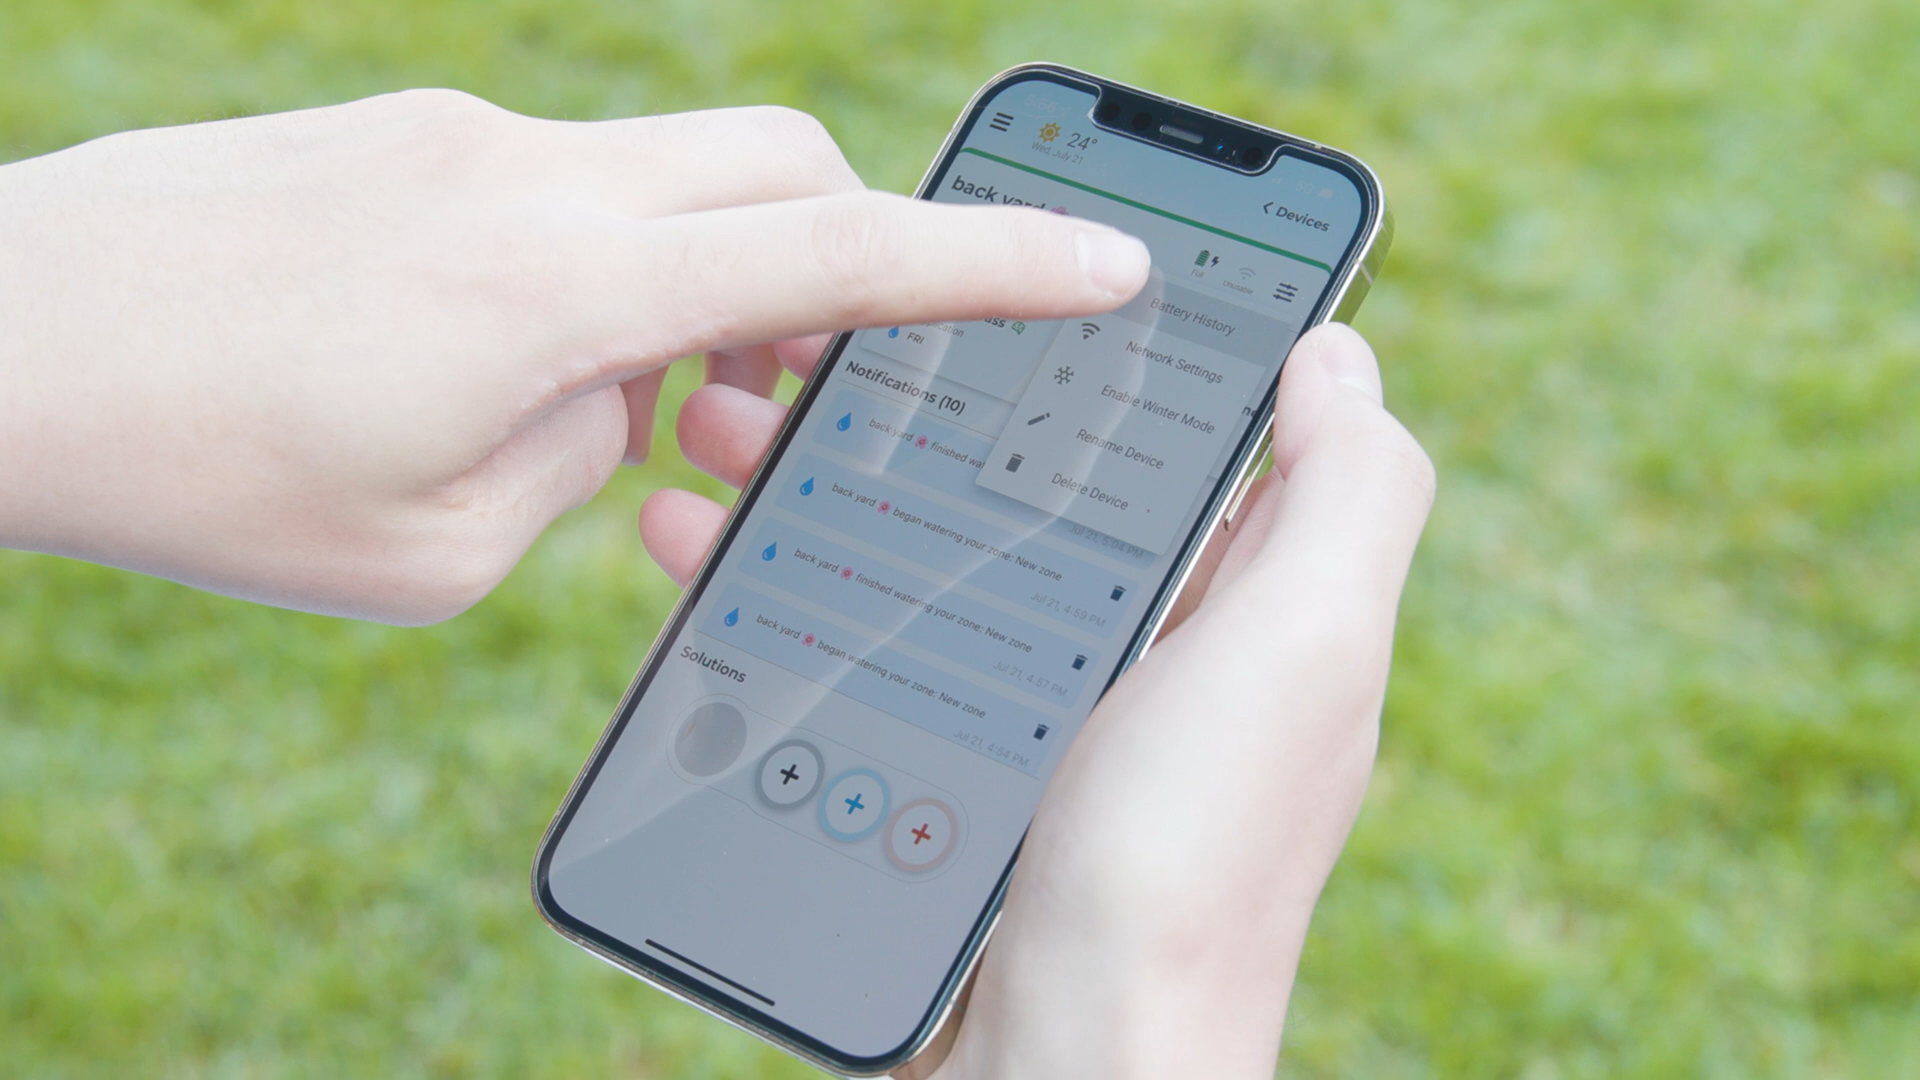 24°
Wed, July 21
back yard
< Devices
Full
Unstable
Battery History
FRI
Network Settings
Enable Winter Mode
Rename Device
Delete Device
Notifications (10)
back yard finished
Jul 21, 5:04 PM
back yard began watering your zone: New zone
Jul 21, 4:59 PM
back yard finished watering your zone: New zone
Jul 21, 4:57 PM
back yard began watering your zone: New zone
Jul 21, 4:54 PM
Solutions